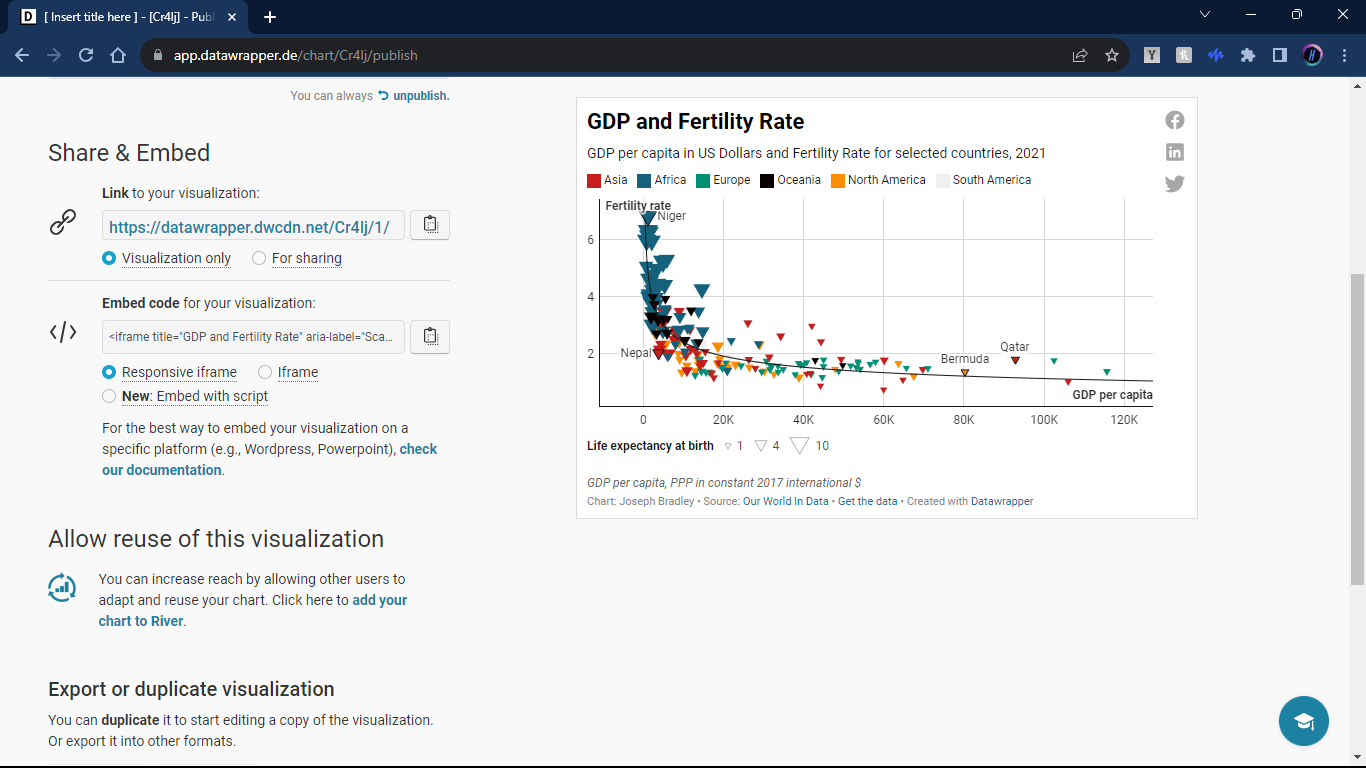 [ Insert title here ] - [Cr4lj] - Publ
app.datawrapper.de/chart/Cr4lj/publish
You can always unpublish.
Share & Embed
Link to your visualization:
https://datawrapper.dwcdn.net/Cr4lj/1/
Visualization only For sharing
Embed code for your visualization:
<iframe title="GDP and Fertility Rate" aria-label="Sca...
Responsive iframe Iframe
New: Embed with script
For the best way to embed your visualization on a
specific platform (e.g., Wordpress, Powerpoint), check
our documentation.
Allow reuse of this visualization
You can increase reach by allowing other users to
adapt and reuse your chart. Click here to add your
chart to River.
Export or duplicate visualization
You can duplicate it to start editing a copy of the visualization.
Or export it into other formats.
GDP and Fertility Rate
GDP per capita in US Dollars and Fertility Rate for selected countries, 2021
Asia Africa Europe Oceania North America South America
Fertility rate
Niger
6
4
2
Nepal
Bermuda
Qatar
GDP per capita
0 20K 40K 60K 80K 100K 120K
Life expectancy at birth 1 4 10
GDP per capita, PPP in constant 2017 international $
Chart: Joseph Bradley • Source: Our World In Data • Get the data • Created with Datawrapper